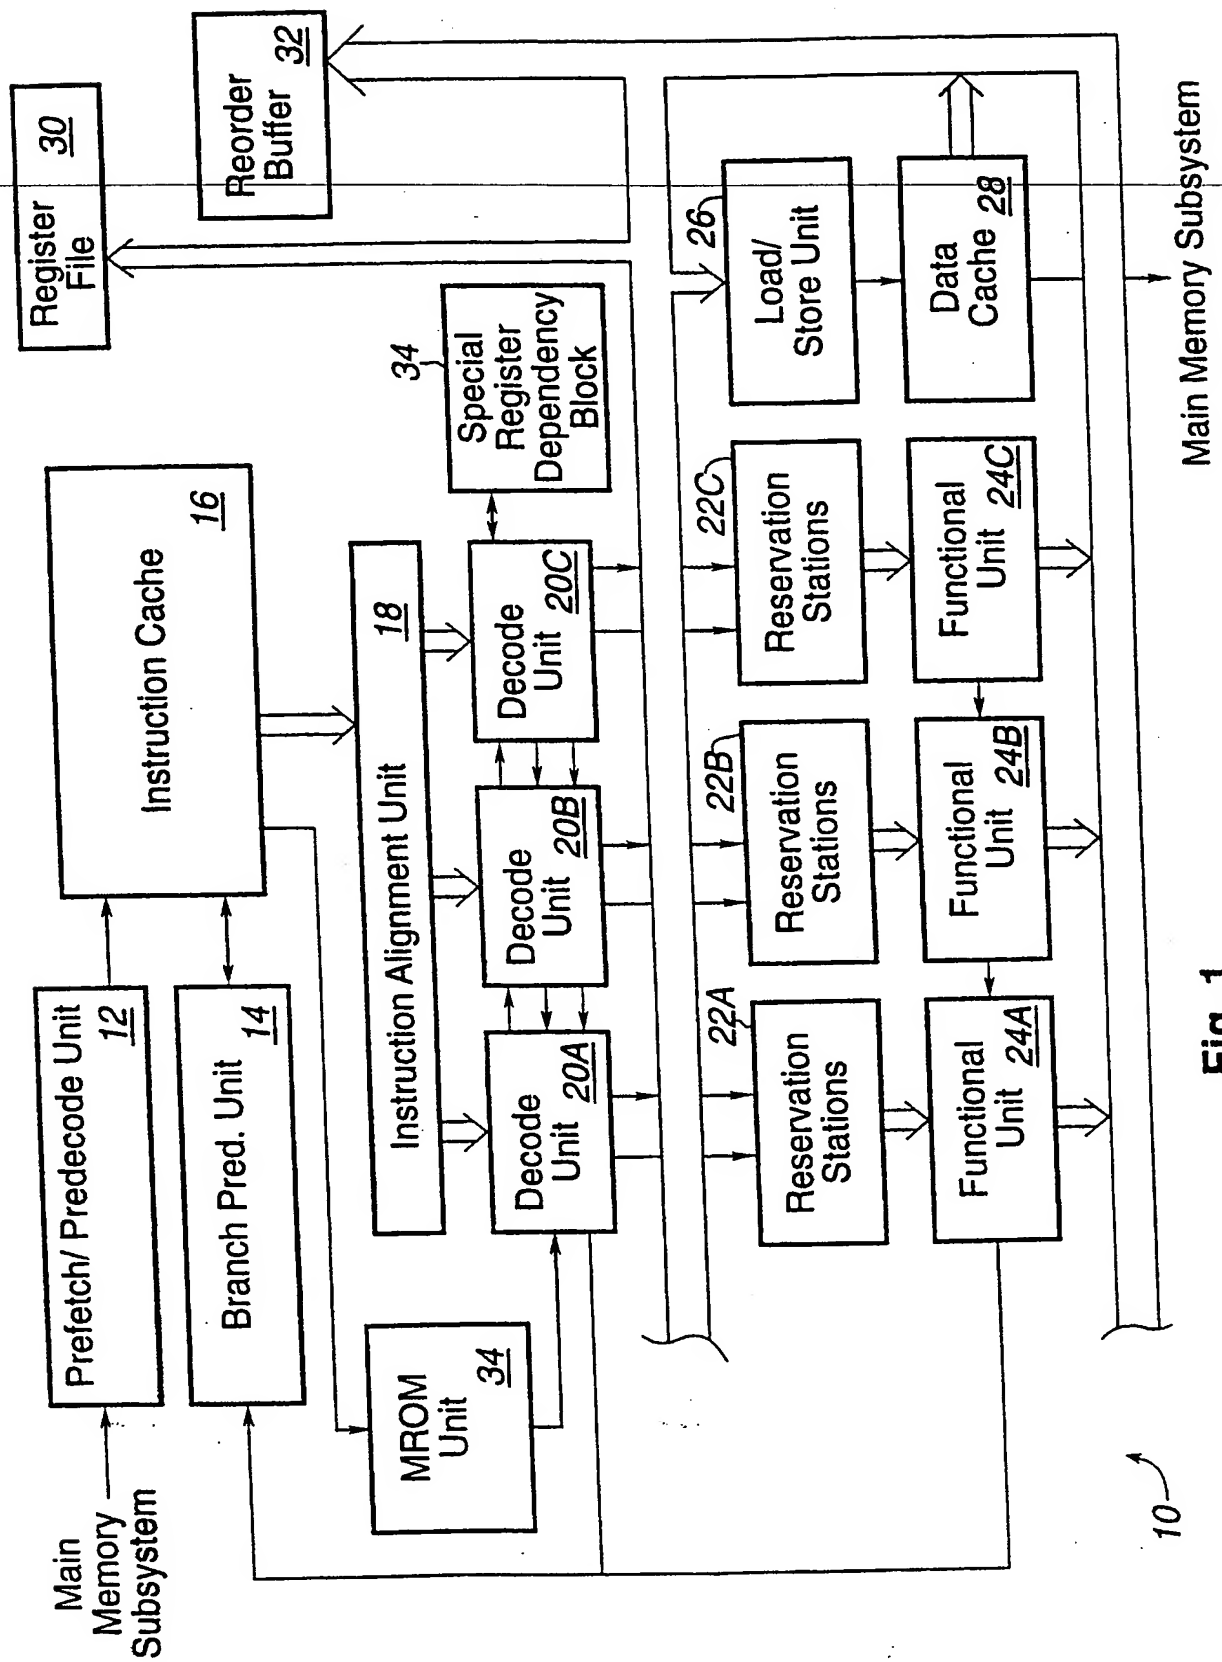 Register
File
30
Reorder
Buffer
32
Instruction Cache
16
Main
Memory
Subsystem
Prefetch/ Predecode Unit
12
Branch Pred. Unit
14
Instruction Alignment Unit
18
34
Special
Register
Dependency
Block
MROM
Unit
34
Decode
Unit
20A
Decode
Unit
20B
Decode
Unit
20C
22A
Reservation
Stations
22B
Reservation
Stations
22C
Reservation
Stations
26
Load/
Store Unit
Functional
Unit
24A
Functional
Unit
24B
Functional
Unit
24C
Data
Cache
28
Main Memory Subsystem
10
Fig. 1